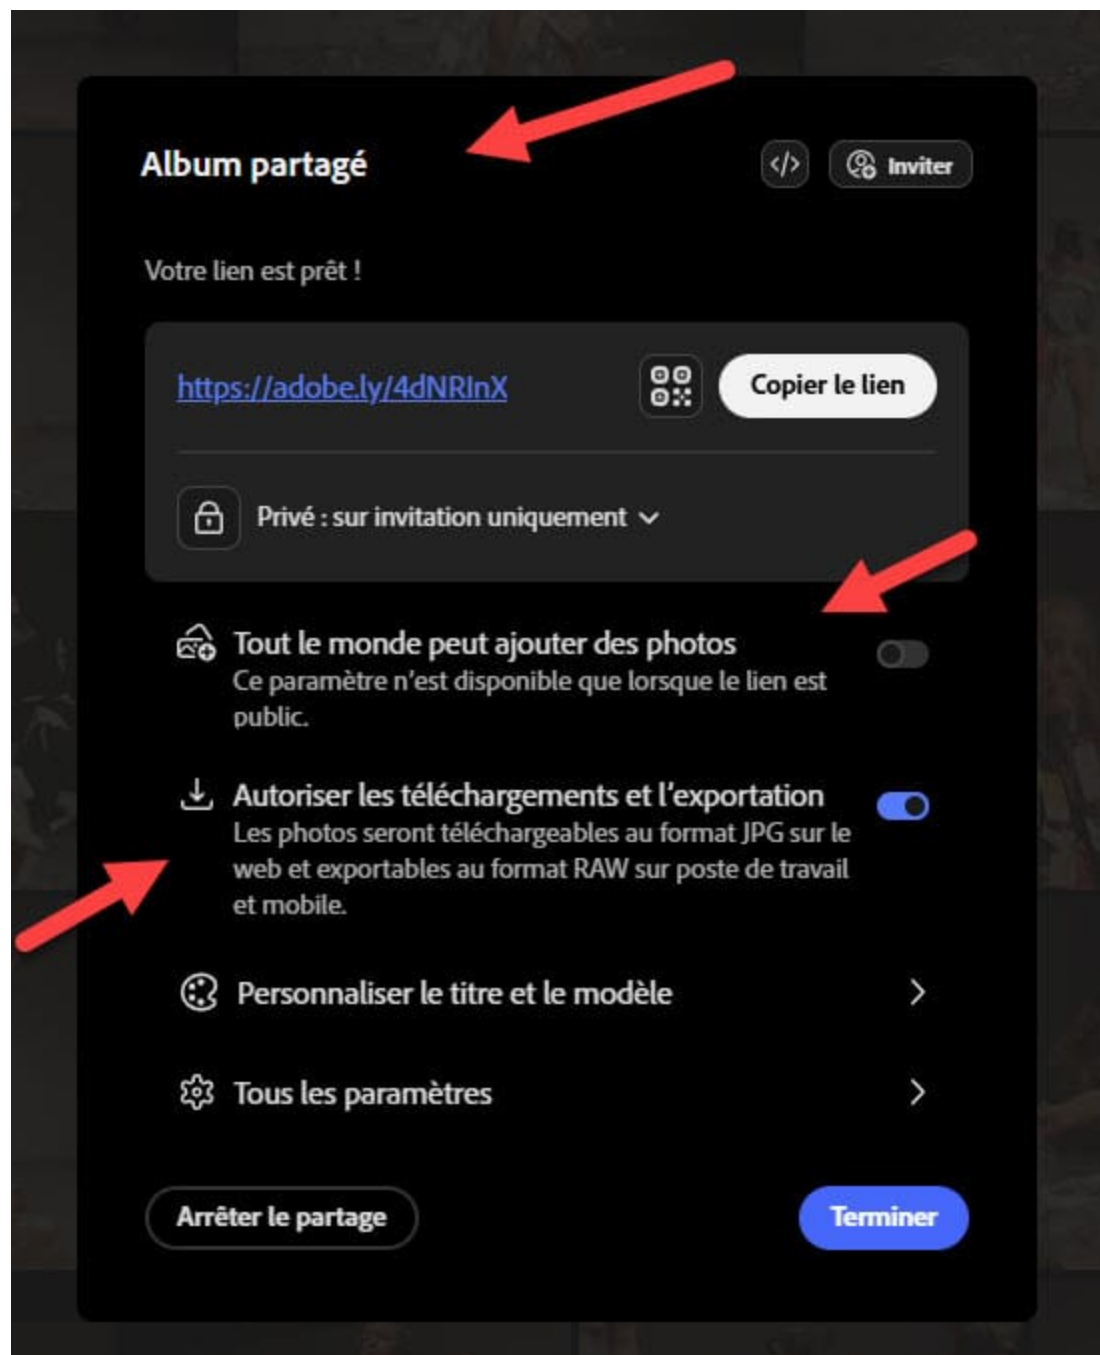 Album partagé
</> Inviter
Votre lien est prêt !
https://adobe.ly/4dNRInX Copier le lien
Privé : sur invitation uniquement
Tout le monde peut ajouter des photos
Ce paramètre n'est disponible que lorsque le lien est
public.
Autoriser les téléchargements et l'exportation
Les photos seront téléchargeables au format JPG sur le
web et exportables au format RAW sur poste de travail
et mobile.
Personnaliser le titre et le modèle
Tous les paramètres
Arrêter le partage Terminer